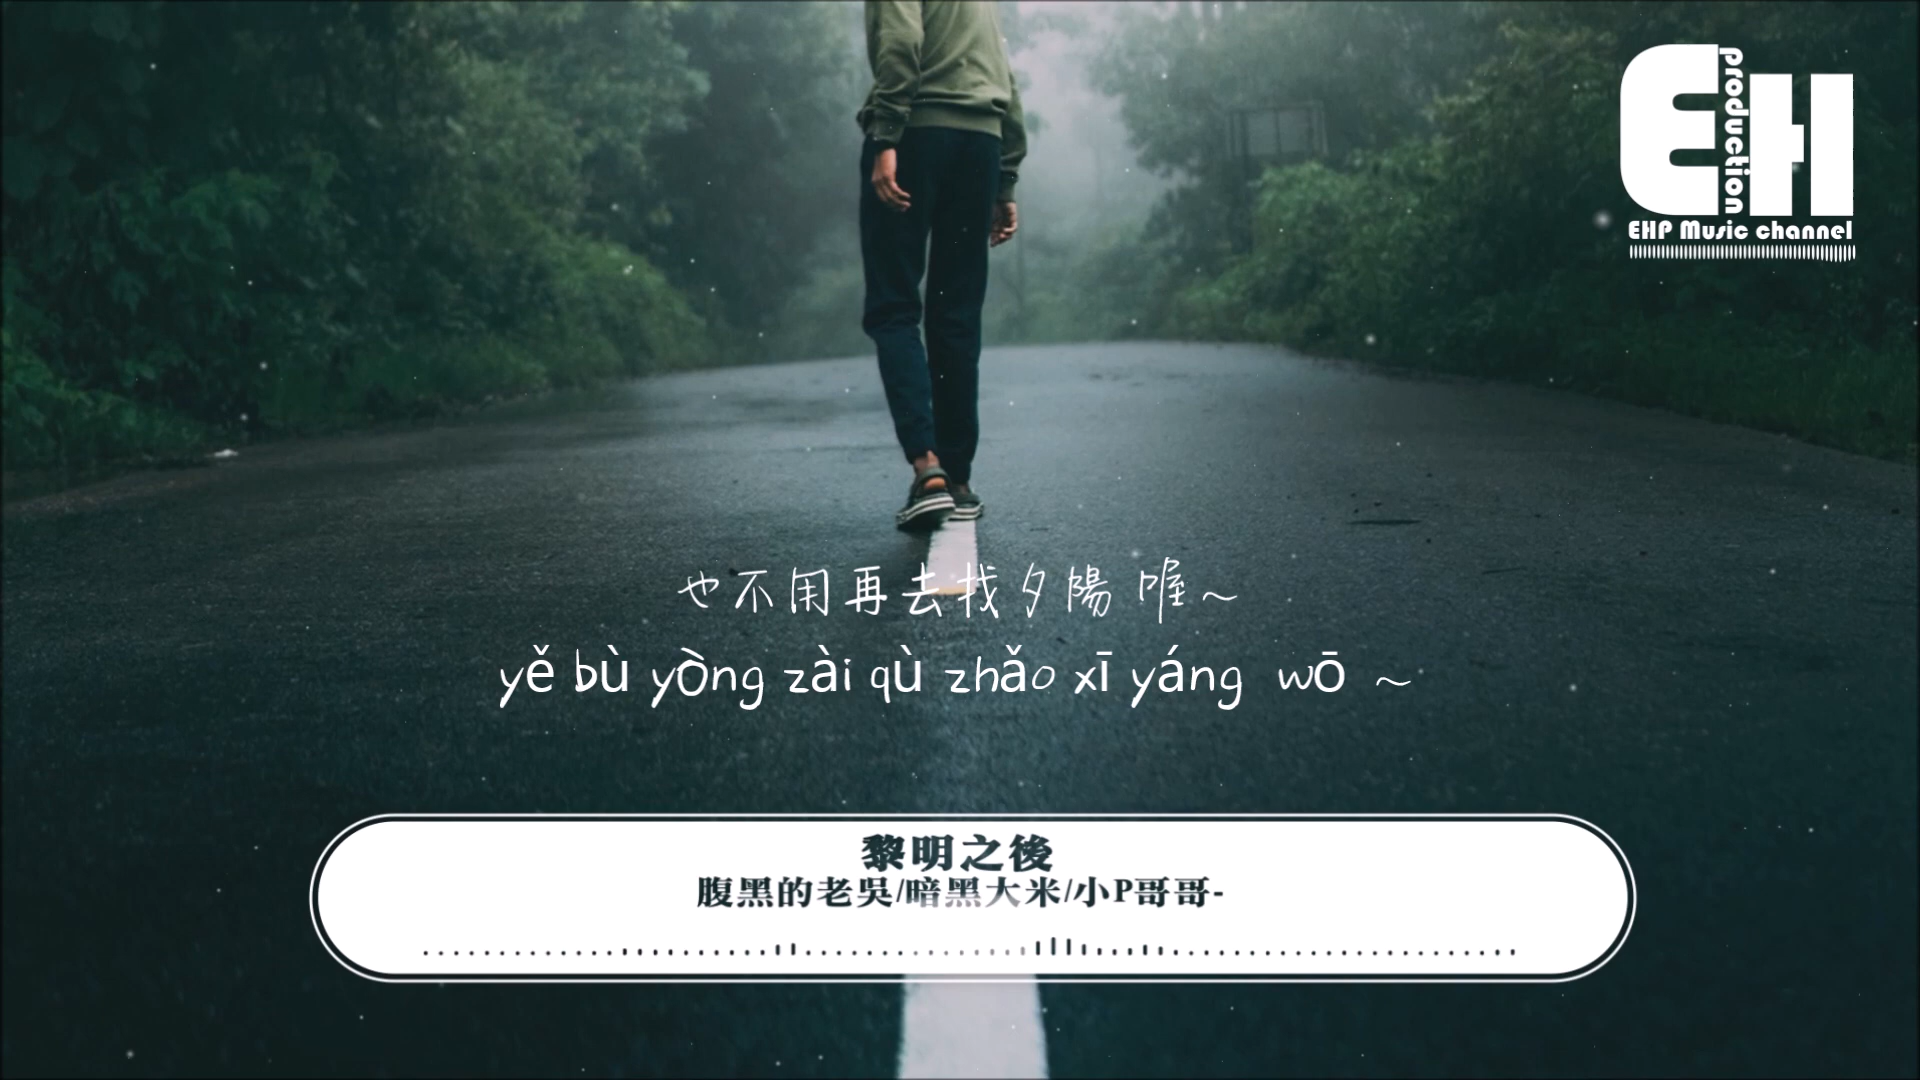 EH
production
EHP Music channel
也不用再去找夕陽 喔~
yě bù yòng zài qù zhǎo xī yáng wō ~
黎明之後
腹黑的老吳/暗黑大米/小P哥哥-